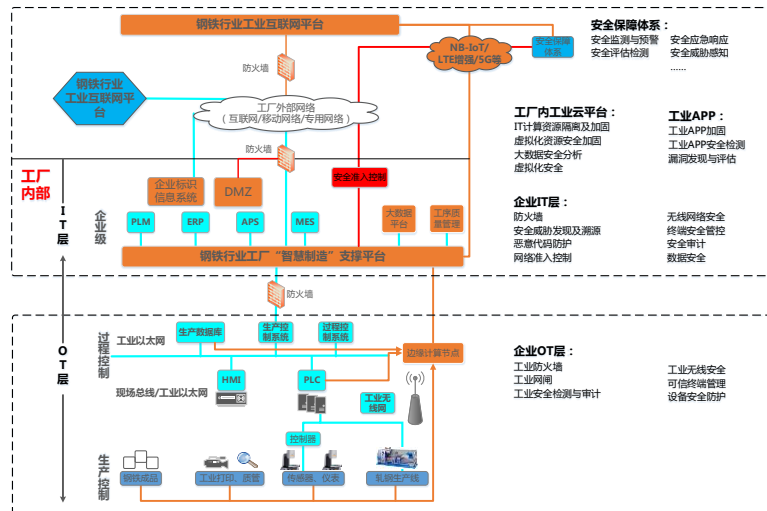 钢铁行业工业互联网平台
NB-IoT/
LTE增强/5G等
安全保障
体系
防火墙
钢铁行业
工业互联网平
台
工厂外部网络
（互联网/移动网络/专用网络）
防火墙
工厂
内部
企业标识
信息系统
DMZ
安全准入控制
IT层
企业级
PLM
ERP
APS
MES
大数据
平台
工序质
量管理
钢铁行业工厂“智慧制造”支撑平台
防火墙
OT层
过程控制
工业以太网
生产数据库
生产控
制系统
过程控
制系统
边缘计算节点
HMI
PLC
现场总线/工业以太网
工业无
线网
控制器
生产控制
钢铁成品
工业打印、质管
传感器、仪表
轧钢生产线
安全保障体系：
安全监测与预警
安全应急响应
安全评估检测
安全威胁感知
……
工厂内工业云平台：
IT计算资源隔离及加固
虚拟化资源安全加固
大数据安全分析
虚拟化安全
工业APP：
工业APP加固
工业APP安全检测
漏洞发现与评估
企业IT层：
防火墙
安全威胁发现及溯源
恶意代码防护
网络准入控制
无线网络安全
终端安全管控
安全审计
数据安全
企业OT层：
工业防火墙
工业网闸
工业安全检测与审计
工业无线安全
可信终端管理
设备安全防护